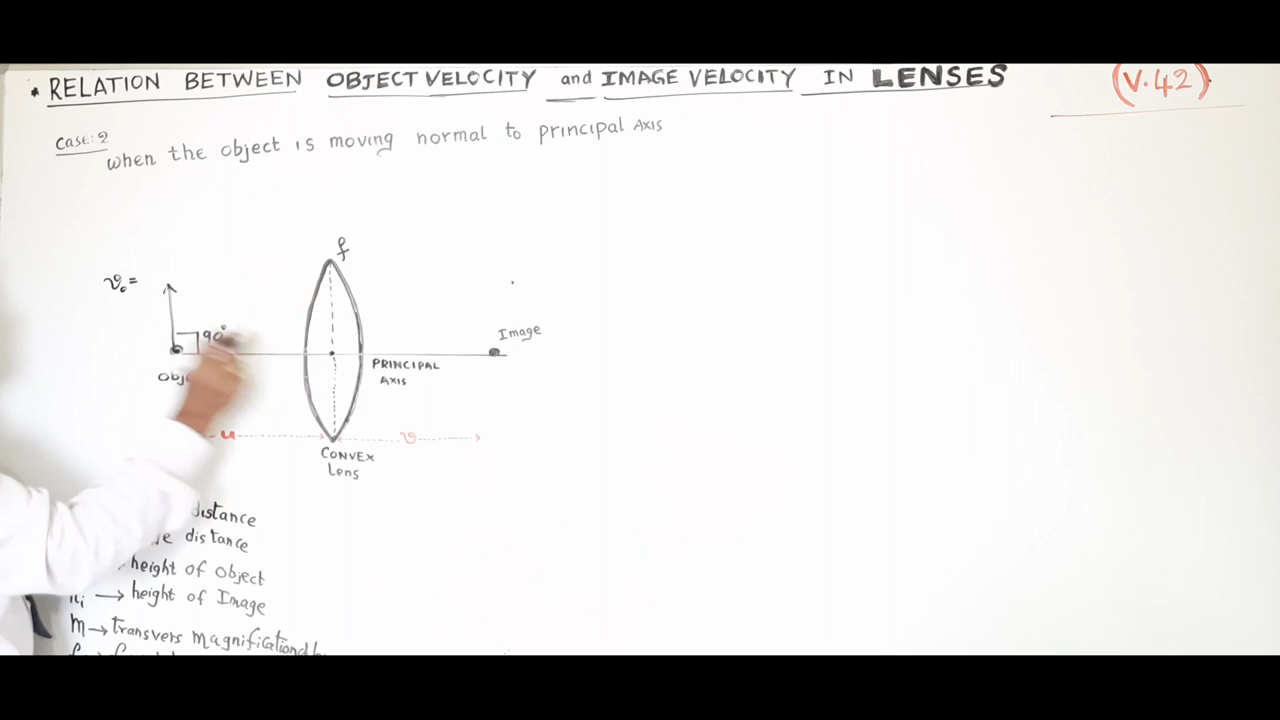 • RELATION BETWEEN OBJECT VELOCITY and IMAGE VELOCITY IN LENSES
(V.42)
Case: 2
when the object is moving normal to principal AXIS
f
v₀ =
90°
Image
PRINCIPAL
AXIS
u
v
CONVEX
Lens
distance
distance
height of Object
→ height of Image
m → transvers magnification